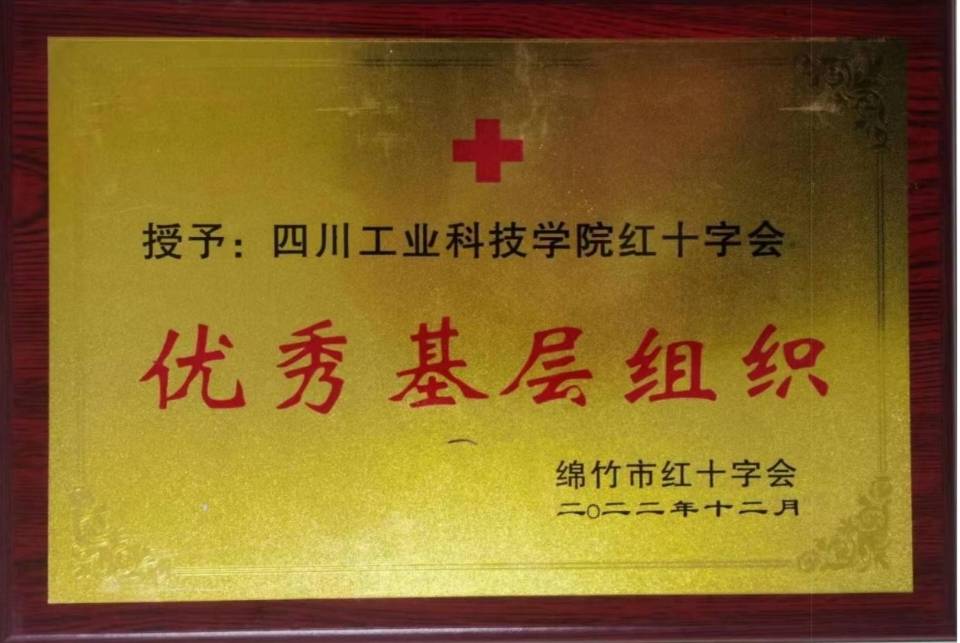 授予：四川工业科技学院红十字会
优秀基层组织
绵竹市红十字会
二〇二二年十二月